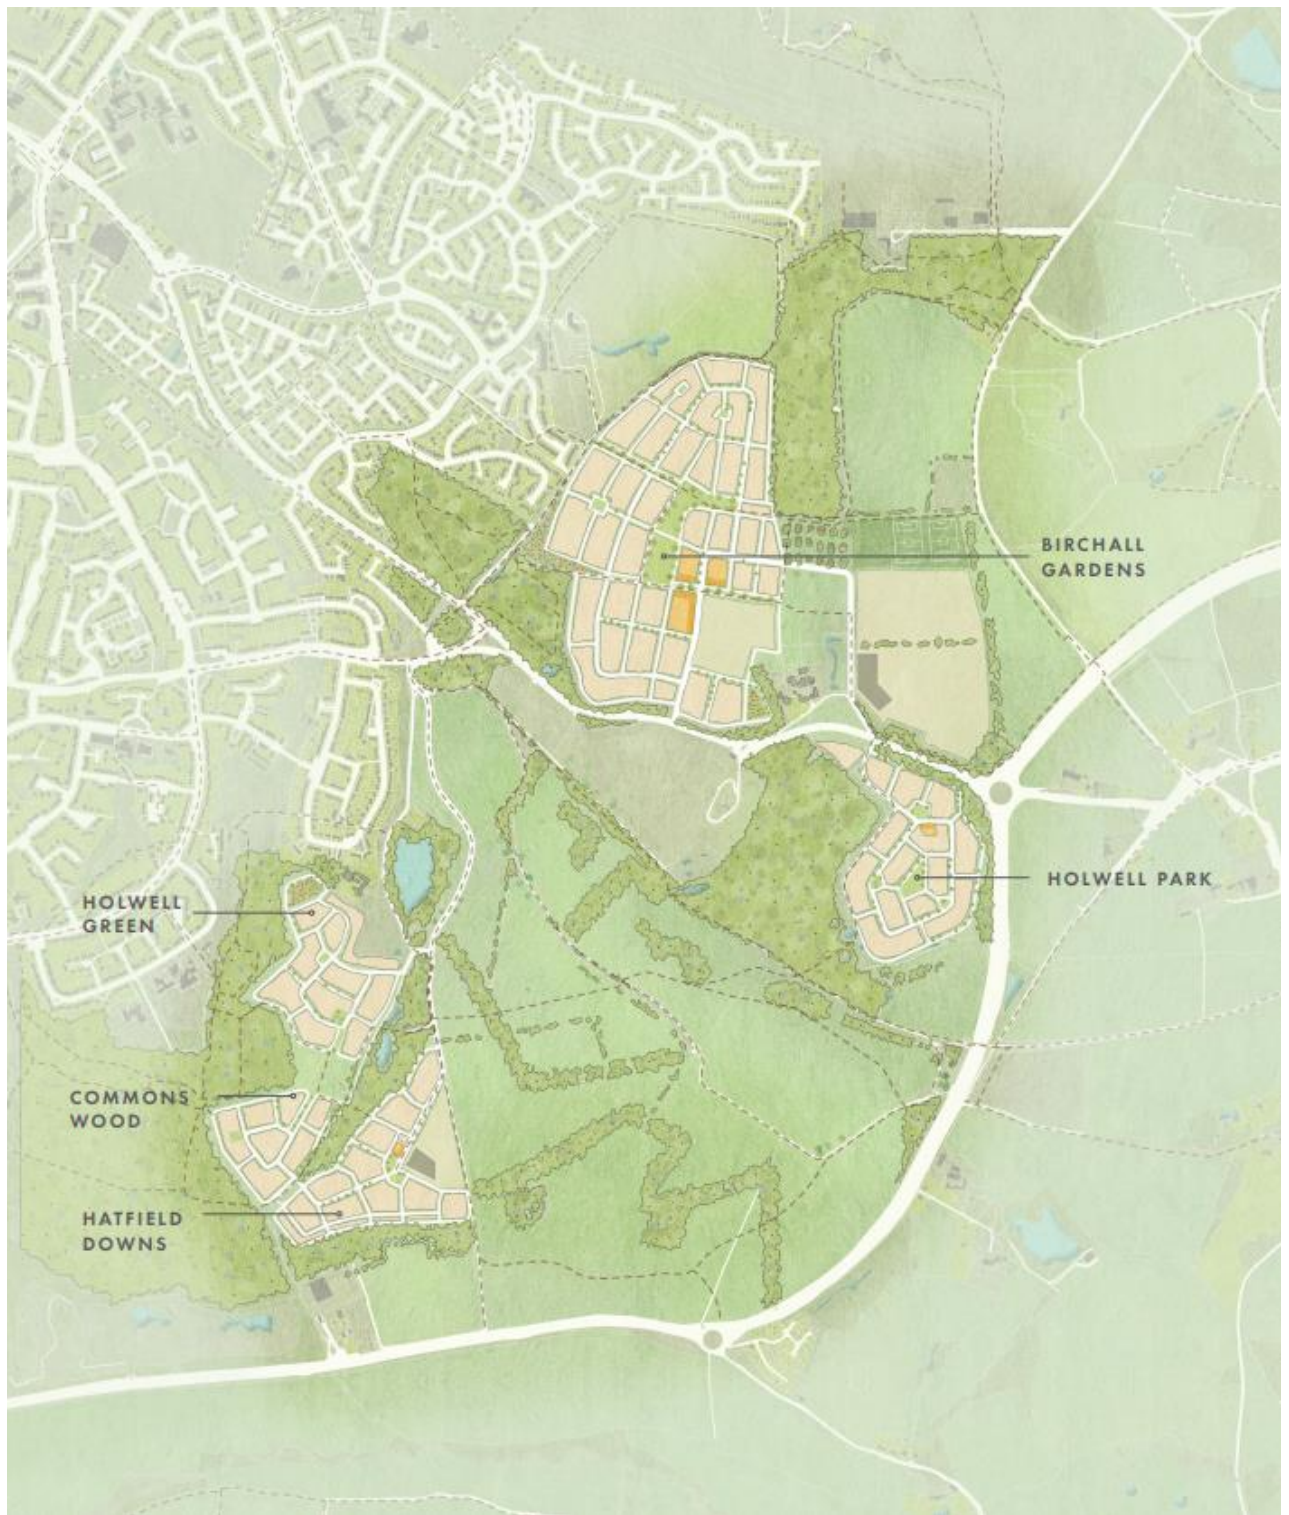 BIRCHALL
GARDENS
HOLWELL PARK
HOLWELL
GREEN
COMMONS
WOOD
HATFIELD
DOWNS